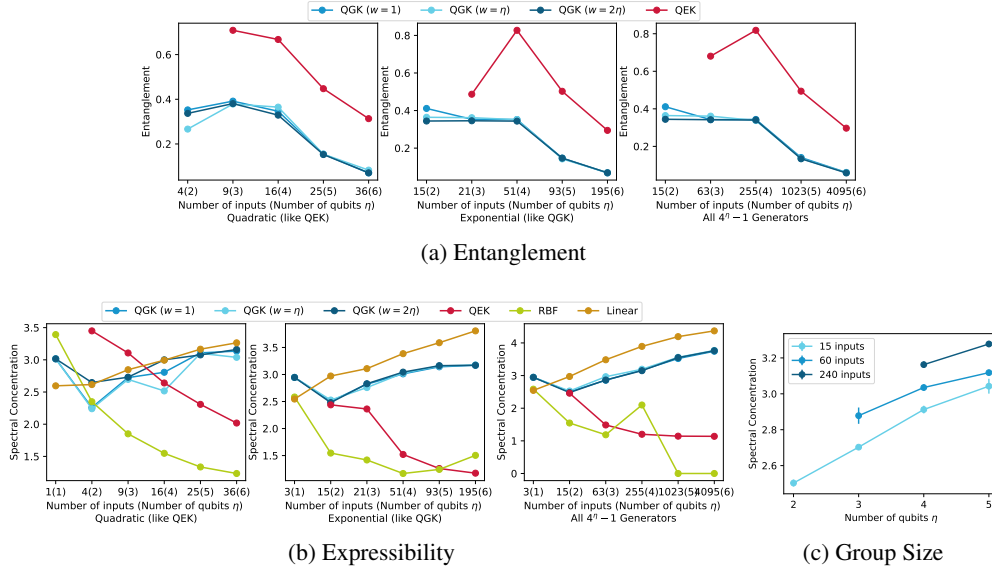 QGK (w = 1) QGK (w = η) QGK (w = 2η) QEK
Entanglement
0.6
0.4
0.2
4(2) 9(3) 16(4) 25(5) 36(6)
Number of inputs (Number of qubits η)
Quadratic (like QEK)
Entanglement
0.8
0.6
0.4
0.2
15(2) 21(3) 51(4) 93(5) 195(6)
Number of inputs (Number of qubits η)
Exponential (like QGK)
Entanglement
0.8
0.6
0.4
0.2
15(2) 63(3) 255(4) 1023(5) 4095(6)
Number of inputs (Number of qubits η)
All 4^η − 1 Generators
(a) Entanglement
QGK (w = 1) QGK (w = η) QGK (w = 2η) QEK RBF Linear
Spectral Concentration
3.5
3.0
2.5
2.0
1.5
1(1) 4(2) 9(3) 16(4) 25(5) 36(6)
Number of inputs (Number of qubits η)
Quadratic (like QEK)
Spectral Concentration
3.5
3.0
2.5
2.0
1.5
3(1) 15(2) 21(3) 51(4) 93(5) 195(6)
Number of inputs (Number of qubits η)
Exponential (like QGK)
Spectral Concentration
4
3
2
1
0
3(1) 15(2) 63(3) 255(4) 1023(5) 4095(6)
Number of inputs (Number of qubits η)
All 4^η − 1 Generators
(b) Expressibility
15 inputs
60 inputs
240 inputs
Spectral Concentration
3.2
3.0
2.8
2.6
2 3 4 5
Number of qubits η
(c) Group Size